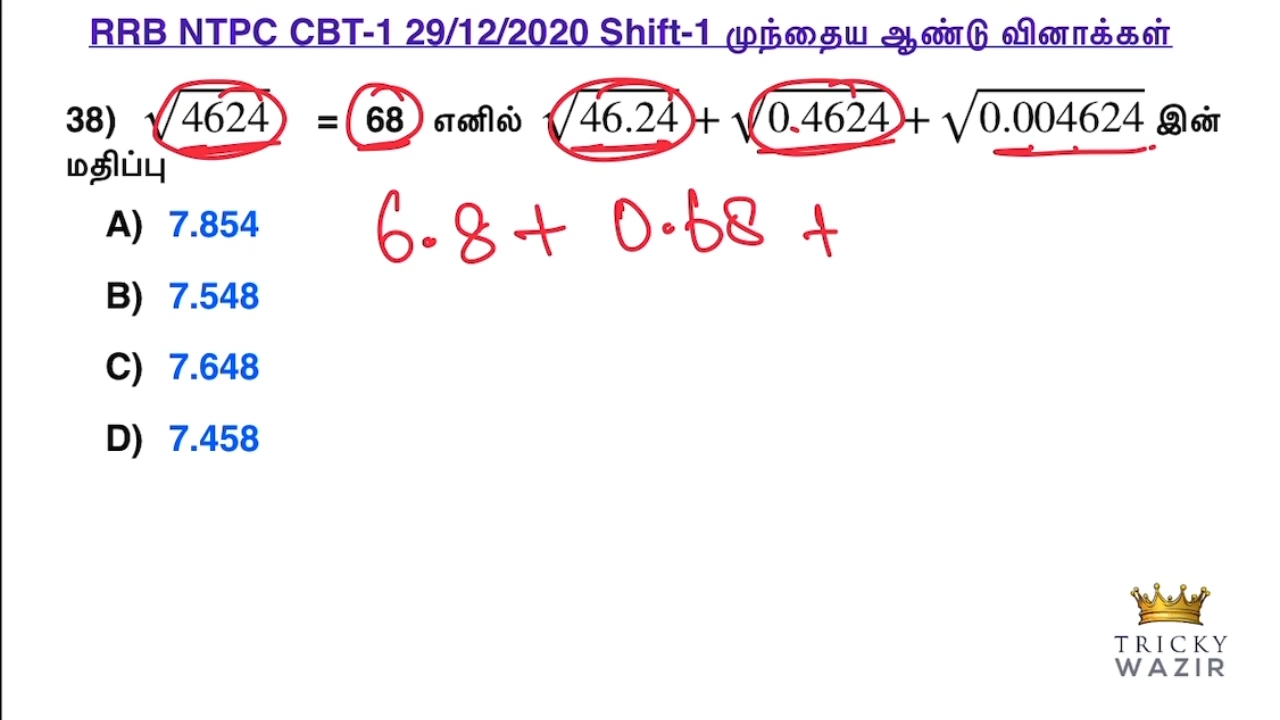 RRB NTPC CBT-1 29/12/2020 Shift-1 முந்தைய ஆண்டு வினாக்கள்
38) √4624 = 68 எனில் √46.24 + √0.4624 + √0.004624 இன்
மதிப்பு
A) 7.854
6.8 + 0.68 +
B) 7.548
C) 7.648
D) 7.458
TRICKY
WAZIR